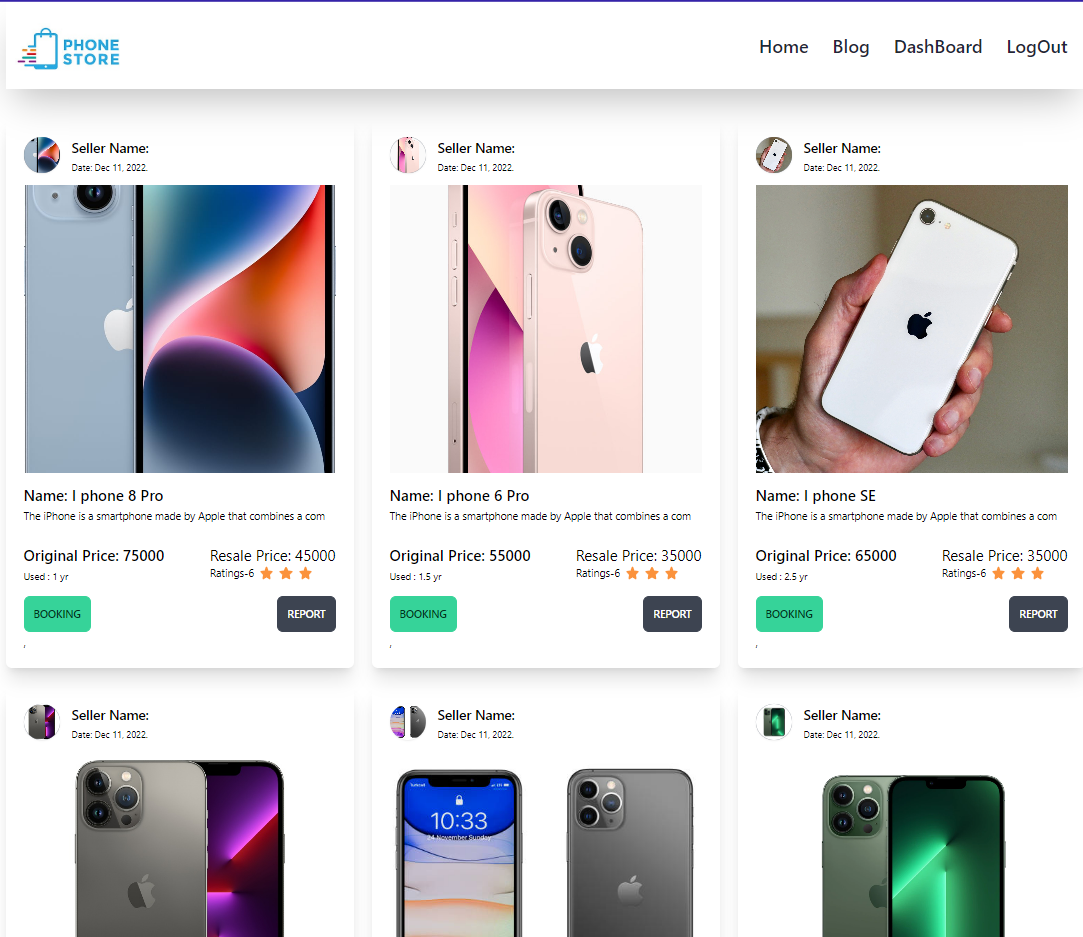 PHONE
STORE
Home Blog DashBoard LogOut
Seller Name:
Date: Dec 11, 2022.
Seller Name:
Date: Dec 11, 2022.
Seller Name:
Date: Dec 11, 2022.
Name: I phone 8 Pro
The iPhone is a smartphone made by Apple that combines a com
Original Price: 75000
Resale Price: 45000
Used : 1 yr
Ratings-6
BOOKING
REPORT
,
Name: I phone 6 Pro
The iPhone is a smartphone made by Apple that combines a com
Original Price: 55000
Resale Price: 35000
Used : 1.5 yr
Ratings-6
BOOKING
REPORT
,
Name: I phone SE
The iPhone is a smartphone made by Apple that combines a com
Original Price: 65000
Resale Price: 35000
Used : 2.5 yr
Ratings-6
BOOKING
REPORT
,
Seller Name:
Date: Dec 11, 2022.
Seller Name:
Date: Dec 11, 2022.
Seller Name:
Date: Dec 11, 2022.
10:33
24 November Sunday